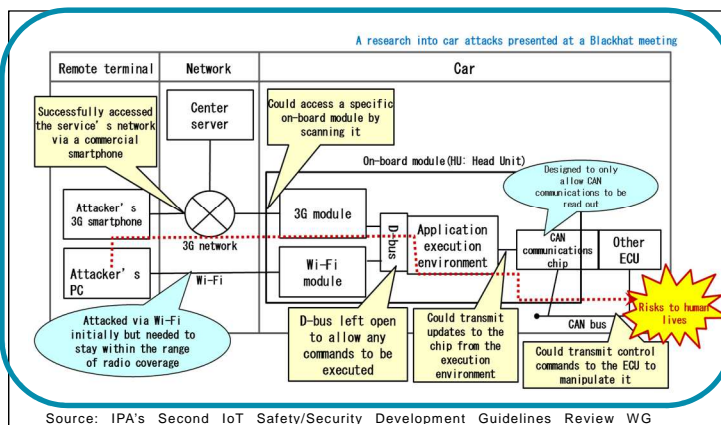 A research into car attacks presented at a Blackhat meeting
Remote terminal
Network
Car
Successfully accessed
the service's network
via a commercial
smartphone
Center
server
Could access a specific
on-board module by
scanning it
On-board module(HU: Head Unit)
Designed to only
allow CAN
communications to be
read out
Attacker's
3G smartphone
3G network
3G module
D-bus
Application
execution
environment
CAN
communications
chip
Other
ECU
Attacker's
PC
Wi-Fi
Wi-Fi
module
Risks to human
lives
CAN bus
Attacked via Wi-Fi
initially but needed to
stay within the range
of radio coverage
D-bus left open
to allow any
commands to be
executed
Could transmit
updates to the
chip from the
execution
environment
Could transmit control
commands to the ECU to
manipulate it
Source: IPA's Second IoT Safety/Security Development Guidelines Review WG